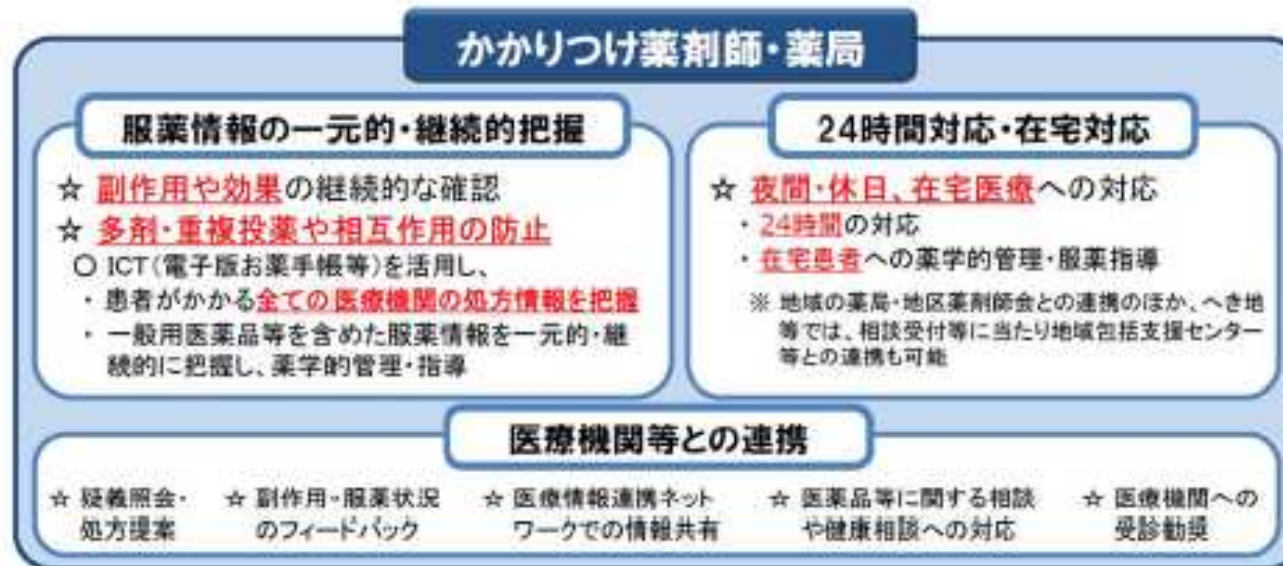 かかりつけ薬剤師・薬局
服薬情報の一元的・継続的把握
☆ 副作用や効果の継続的な確認
☆ 多剤・重複投薬や相互作用の防止
○ ICT(電子版お薬手帳等)を活用し、
・ 患者がかかる全ての医療機関の処方情報を把握
・ 一般用医薬品等を含めた服薬情報を一元的・継
続的に把握し、薬学的管理・指導
24時間対応・在宅対応
☆ 夜間・休日、在宅医療への対応
・ 24時間の対応
・ 在宅患者への薬学的管理・服薬指導
※ 地域の薬局・地区薬剤師会との連携のほか、へき地
等では、相談受付等に当たり地域包括支援センター
等との連携も可能
医療機関等との連携
☆ 疑義照会・
処方提案
☆ 副作用・服薬状況
のフィードバック
☆ 医療情報連携ネット
ワークでの情報共有
☆ 医薬品等に関する相談
や健康相談への対応
☆ 医療機関への
受診勧奨